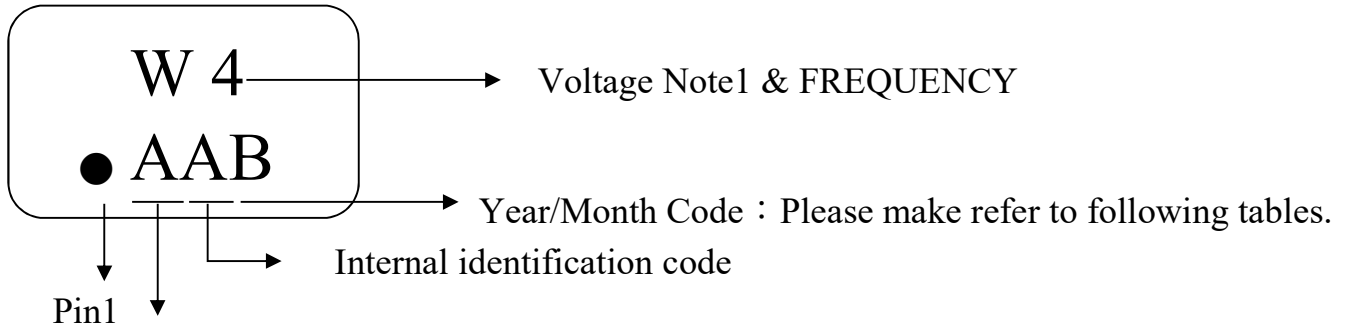 W 4
Voltage Note1 & FREQUENCY
● AAB
Year/Month Code：Please make refer to following tables.
Internal identification code
Pin1